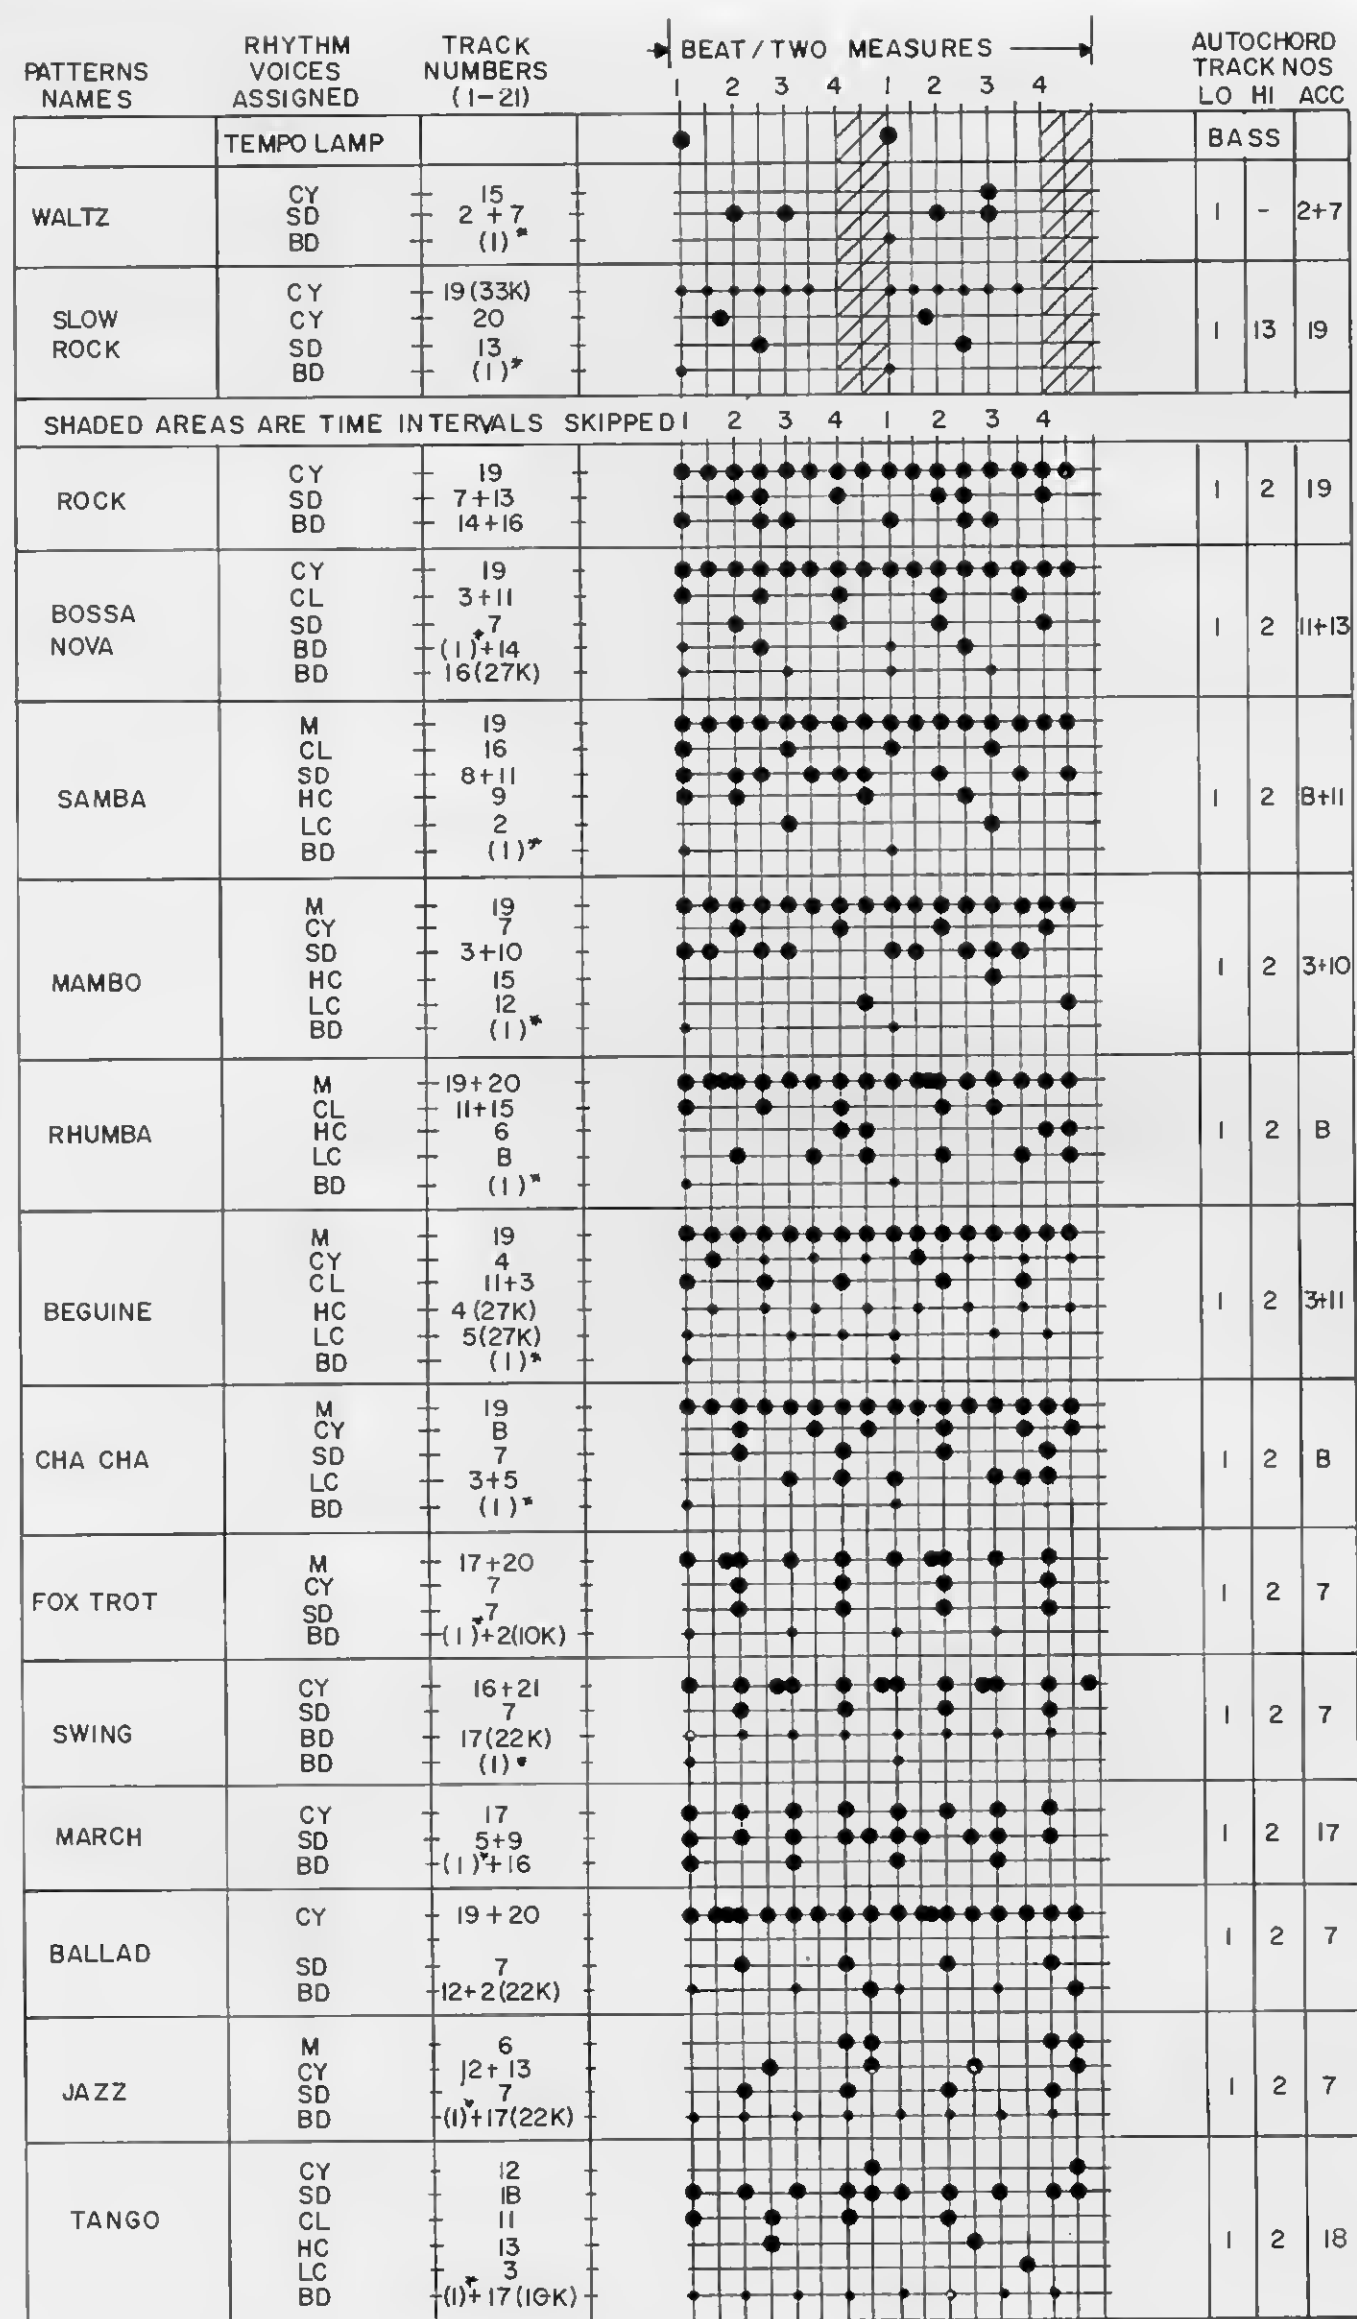 PATTERNS NAMES RHYTHM VOICES ASSIGNED TRACK NUMBERS (1-21) BEAT/TWO MEASURES AUTOCHORD TRACK NOS
1 2 3 4 1 2 3 4 LO HI ACC
TEMPO LAMP BASS
WALTZ
CY 15
SD 2+7 1 - 2+7
BD (1)*
SLOW ROCK
CY 19(33K)
CY 20
SD 13 1 13 19
BD (1)*
SHADED AREAS ARE TIME INTERVALS SKIPPED 1 2 3 4 1 2 3 4
ROCK
CY 19
SD 7+13 1 2 19
BD 14+16
BOSSA NOVA
CY 19
CL 3+11
SD 7 1 2 11+13
BD (1)*+14
BD 16(27K)
SAMBA
M 19
CL 16
SD 8+11
HC 9 1 2 8+11
LC 2
BD (1)*
MAMBO
M 19
CY 7
SD 3+10
HC 15 1 2 3+10
LC 12
BD (1)*
RHUMBA
M 19+20
CL 11+15
HC 6 1 2 8
LC 8
BD (1)*
BEGUINE
M 19
CY 4
CL 11+3
HC 4(27K) 1 2 3+11
LC 5(27K)
BD (1)*
CHA CHA
M 19
CY 8
SD 7 1 2 8
LC 3+5
BD (1)*
FOX TROT
M 17+20
CY 7
SD 7 1 2 7
BD (1)*+2(10K)
SWING
CY 16+21
SD 7
BD 17(22K) 1 2 7
BD (1)*
MARCH
CY 17
SD 5+9 1 2 17
BD (1)*+16
BALLAD
CY 19+20
SD 7 1 2 7
BD 12+2(22K)
JAZZ
M 6
CY 12+13
SD 7 1 2 7
BD (1)*+17(22K)
TANGO
CY 12
SD 18
CL 11
HC 13 1 2 18
LC 3
BD (1)*+17(10K)